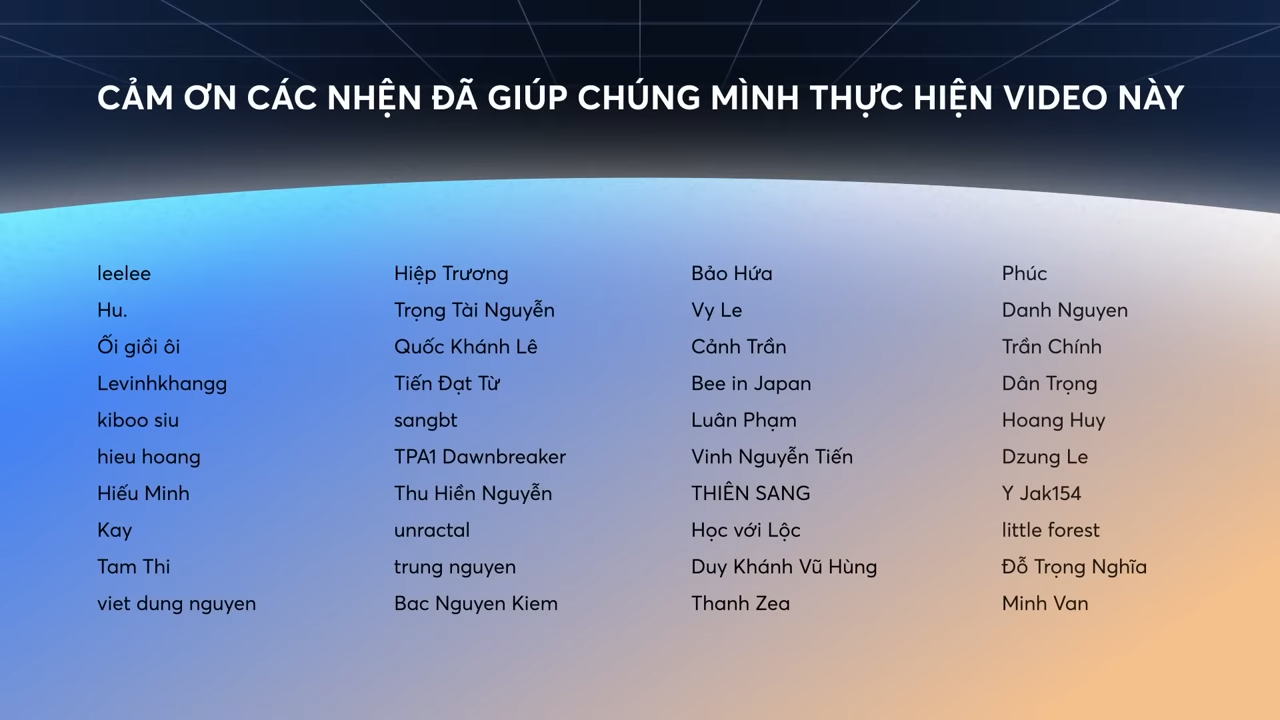 CẢM ƠN CÁC NHỆN ĐÃ GIÚP CHÚNG MÌNH THỰC HIỆN VIDEO NÀY
leelee
Hu.
Ối giồi ôi
Levinhkhangg
kiboo siu
hieu hoang
Hiếu Minh
Kay
Tam Thi
viet dung nguyen
Hiệp Trương
Trọng Tài Nguyễn
Quốc Khánh Lê
Tiến Đạt Từ
sangbt
TPA1 Dawnbreaker
Thu Hiền Nguyễn
unractal
trung nguyen
Bac Nguyen Kiem
Bảo Hứa
Vy Le
Cảnh Trần
Bee in Japan
Luân Phạm
Vinh Nguyễn Tiến
THIÊN SANG
Học với Lộc
Duy Khánh Vũ Hùng
Thanh Zea
Phúc
Danh Nguyen
Trần Chính
Dân Trọng
Hoang Huy
Dzung Le
Y Jak154
little forest
Đỗ Trọng Nghĩa
Minh Van